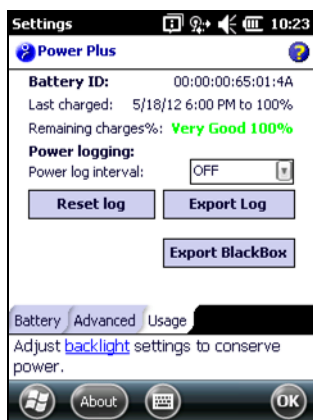 Settings 10:23
Power Plus
Battery ID: 00:00:00:65:01:4A
Last charged: 5/18/12 6:00 PM to 100%
Remaining charges%: Very Good 100%
Power logging:
Power log interval: OFF
Reset log Export Log
Export BlackBox
Battery Advanced Usage
Adjust backlight settings to conserve
power.
About OK